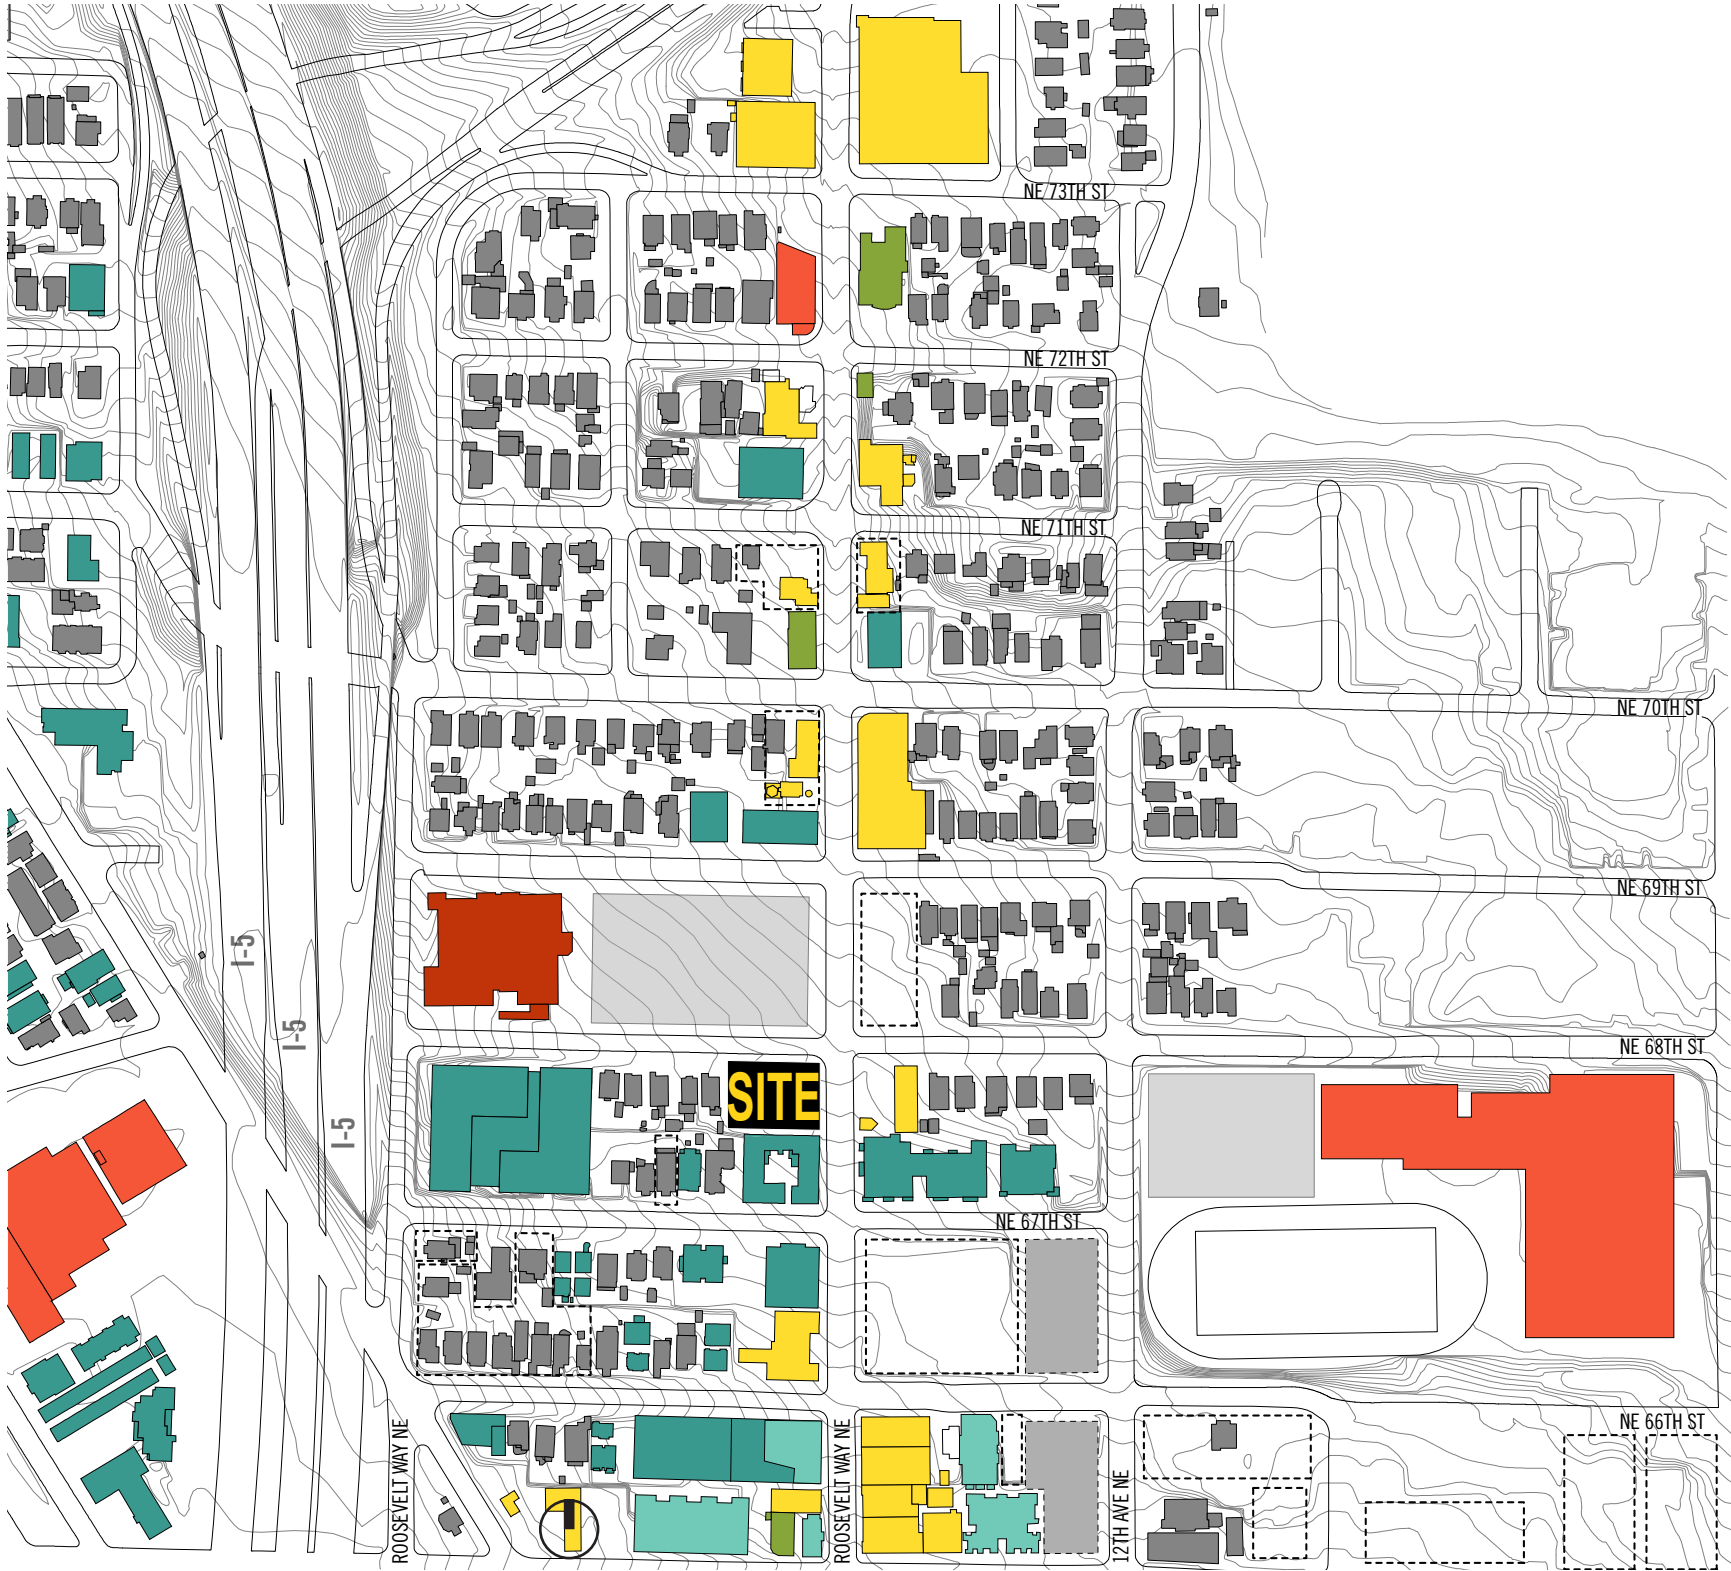 NE 73TH ST
NE 72TH ST
NE 71TH ST
NE 70TH ST
NE 69TH ST
I-5
I-5
NE 68TH ST
SITE
I-5
NE 67TH ST
NE 66TH ST
ROOSEVELT WAY NE
ROOSEVELT WAY NE
12TH AVE NE